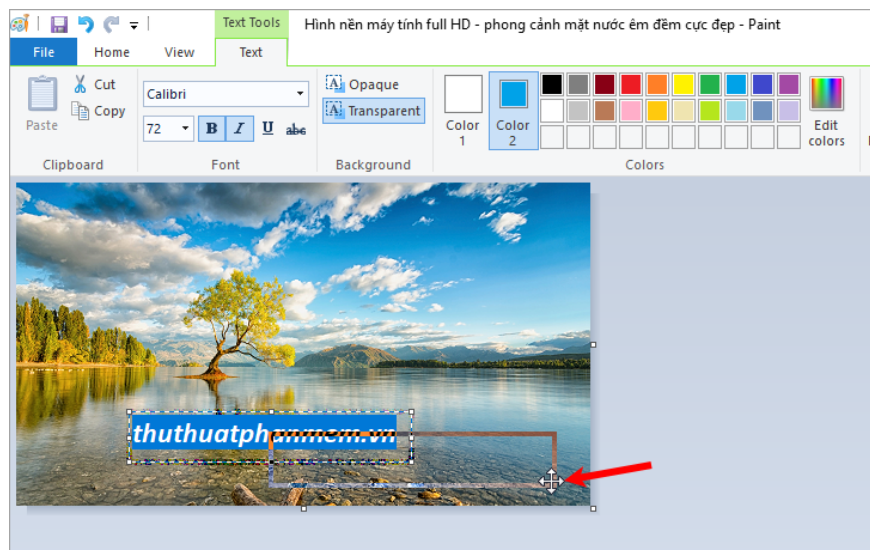 Text Tools
Hình nền máy tính full HD - phong cảnh mặt nước êm đềm cực đẹp - Paint
File
Home
View
Text
Paste
Cut
Copy
Clipboard
Calibri
72
B
I
U
abc
Font
Opaque
Transparent
Background
Color 1
Color 2
Edit colors
Colors
thuthuatphanmem.vn